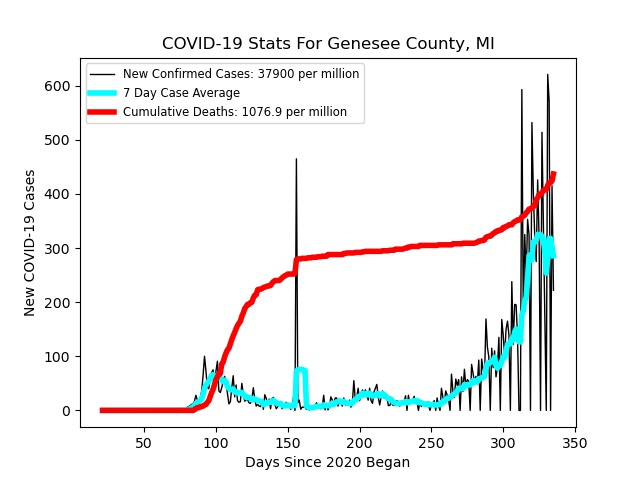 COVID-19 Stats For Genesee County, MI
New Confirmed Cases: 37900 per million
7 Day Case Average
Cumulative Deaths: 1076.9 per million
New COVID-19 Cases
600
500
400
300
200
100
0
50 100 150 200 250 300 350
Days Since 2020 Began